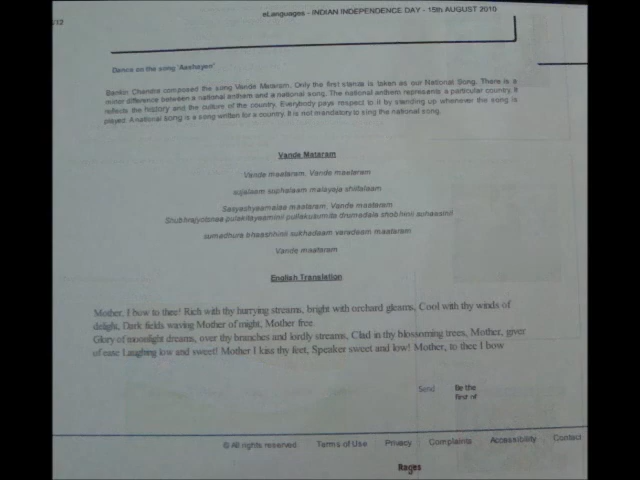 eLanguages - INDIAN INDEPENDENCE DAY - 15th AUGUST 2010
Dance on the song 'Aashayen'
Bankin Chandra composed the song Vande Mataram. Only the first stanza is taken as our National Song. There is a
minor difference between a national anthem and a national song. The national anthem represents a particular country. It
reflects the history and the culture of the country. Everybody pays respect to it by standing up whenever the song is
played. A national song is a song written for a country. It is not mandatory to sing the national song.
Vande Mataram
Vande maataram, Vande maataram
sujalaam suphalaam malayaja shiitalaam
Sasyashyaamalaa maataram, Vande maataram
Shubhrajyotsnaa pulakitayaaminii pullakusumita drumadala shobhinii suhaasinii
sumadhura bhaashhinii sukhadaam varadaam maataram
Vande maataram
English Translation
Mother, I bow to thee! Rich with thy hurrying streams, bright with orchard gleams, Cool with thy winds of
delight, Dark fields waving Mother of might, Mother free.
Glory of moonlight dreams, over thy branches and lordly streams, Clad in thy blossoming trees, Mother, giver
of ease Laughing low and sweet! Mother I kiss thy feet, Speaker sweet and low! Mother, to thee I bow
Send Be the
first of
© All rights reserved. Terms of Use Privacy Complaints Accessibility Contact